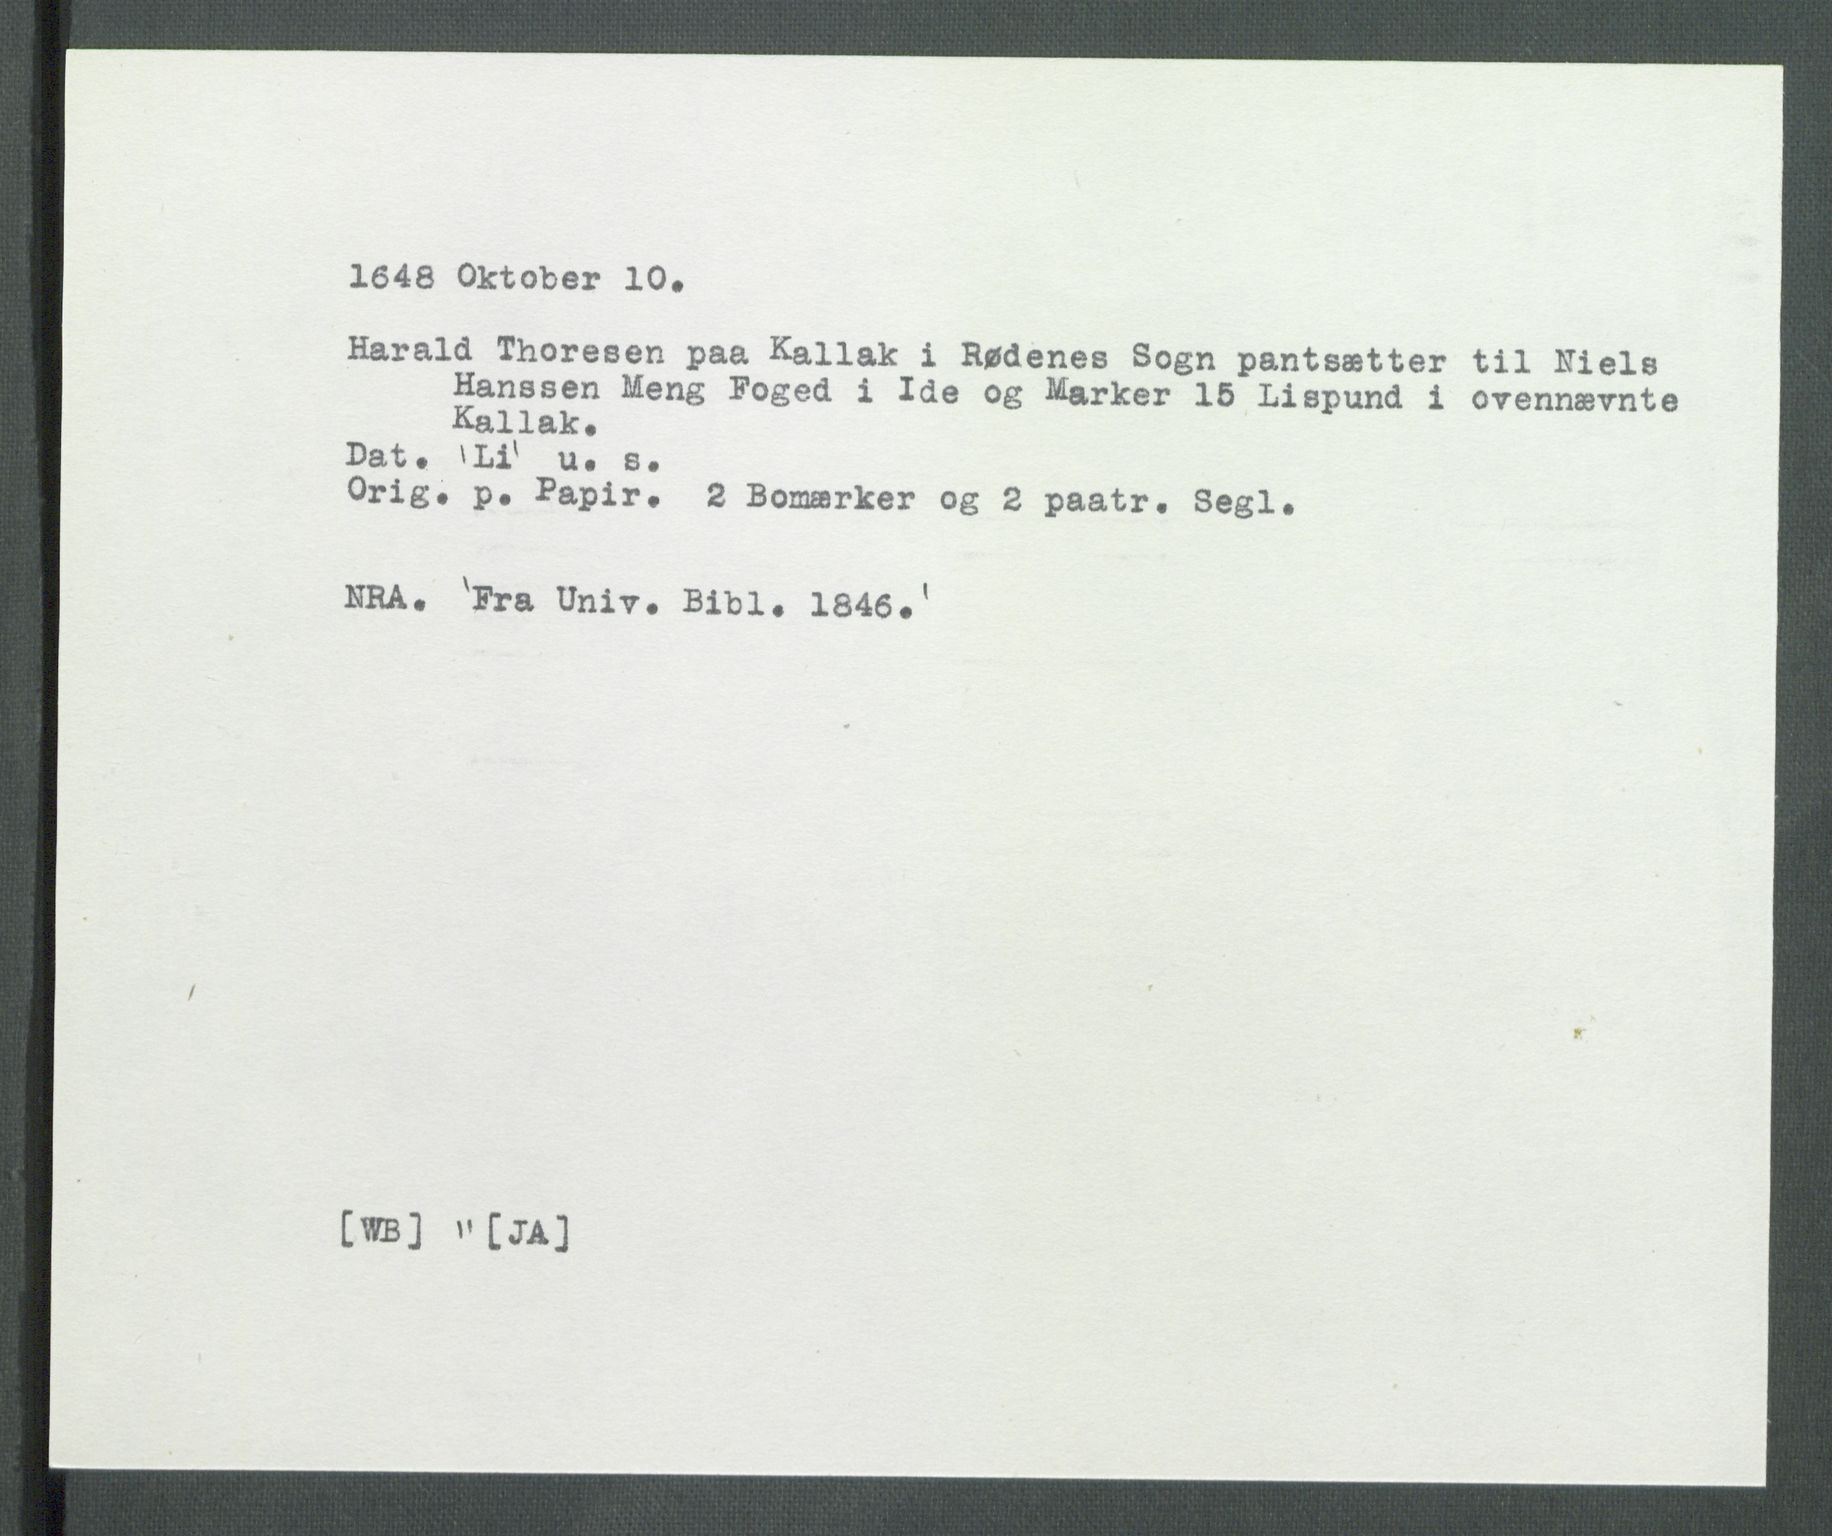 1648 Oktober 10.
Harald Thoresen paa Kallak i Rødenes Sogn pantsætter til Niels
Hanssen Meng Foged i Ide og Marker 15 Lispund i ovennævnte
Kallak.
Dat. 'Li' u. s.
Orig. p. Papir. 2 Bomærker og 2 paatr. Segl.
NRA. 'Fra Univ. Bibl. 1846.'
[WB] "[JA]